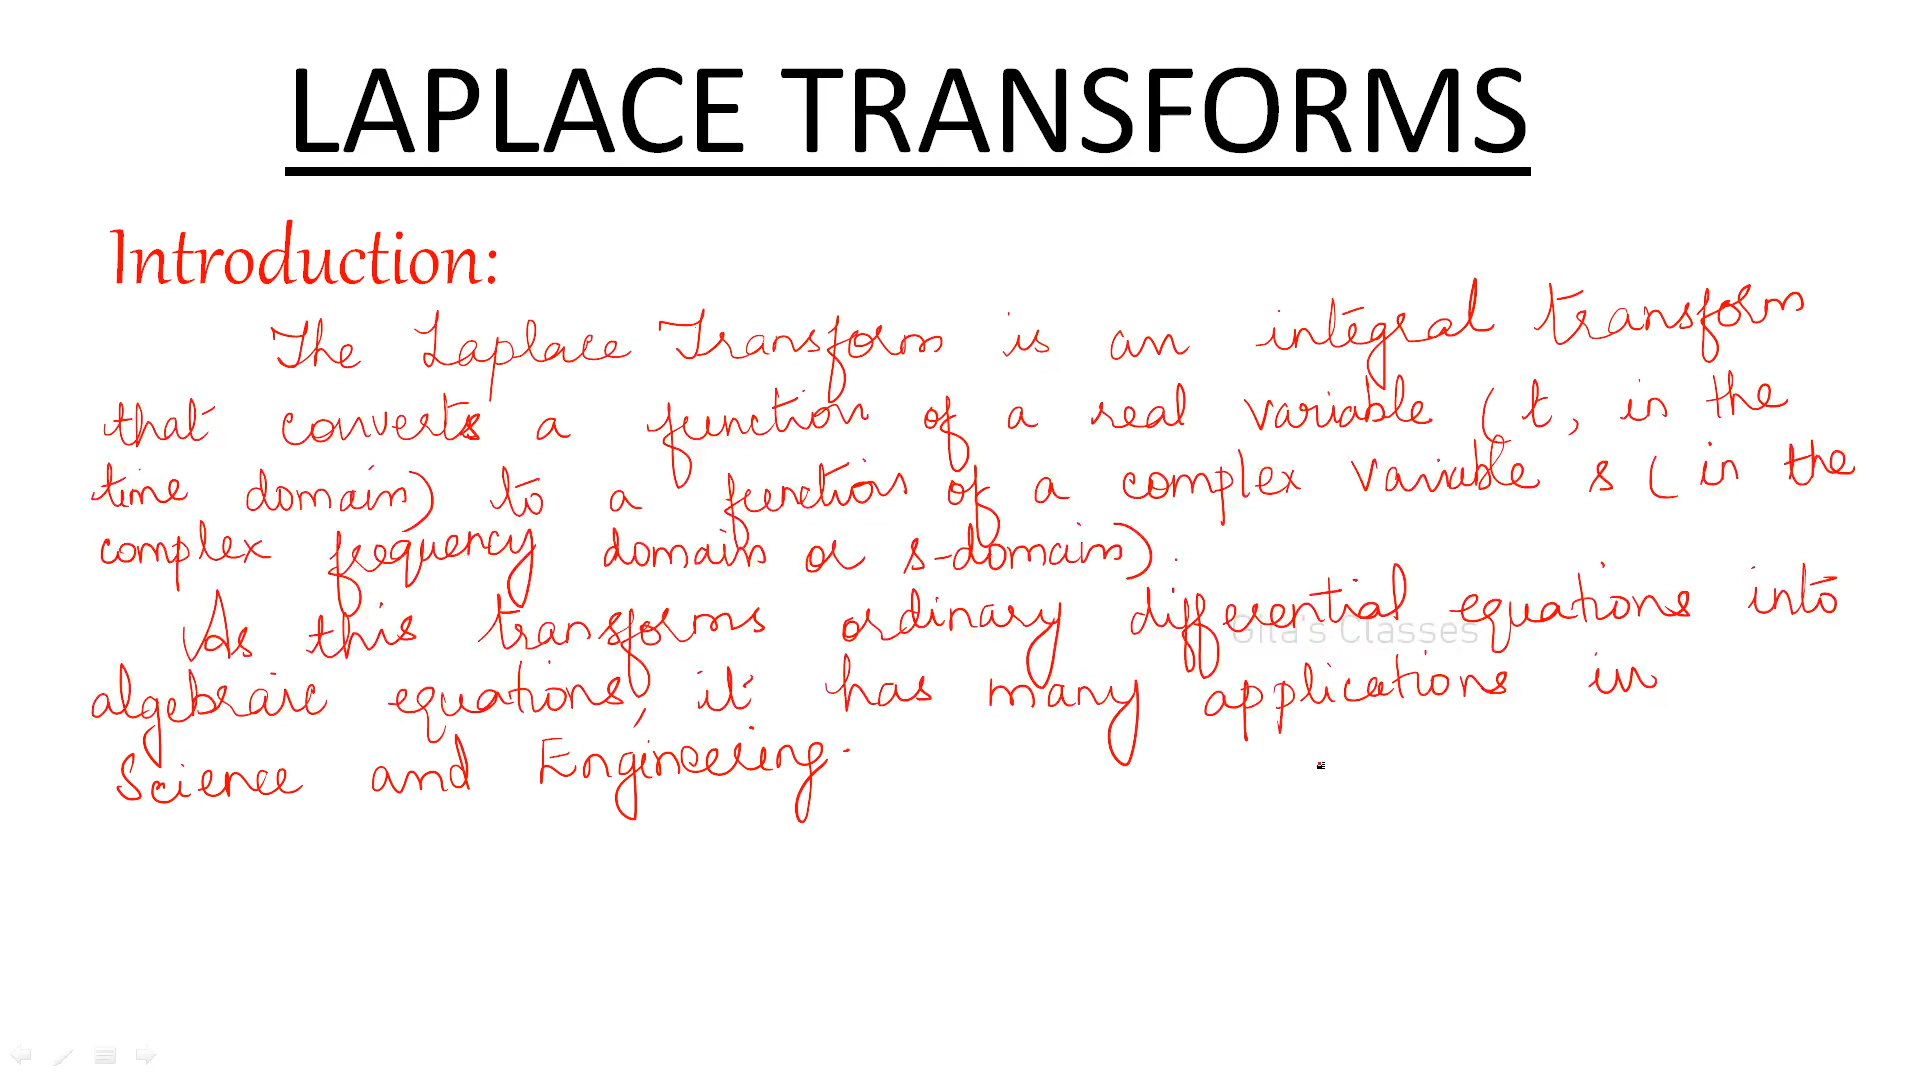 LAPLACE TRANSFORMS
Introduction:
The Laplace Transform is an integral transform
that converts a function of a real variable (t, in the
time domain) to a function of a complex variable s (in the
complex frequency domain or s-domain).
As this transforms ordinary differential equations into
Gita's Classes
algebraic equations, it has many applications in
Science and Engineering.